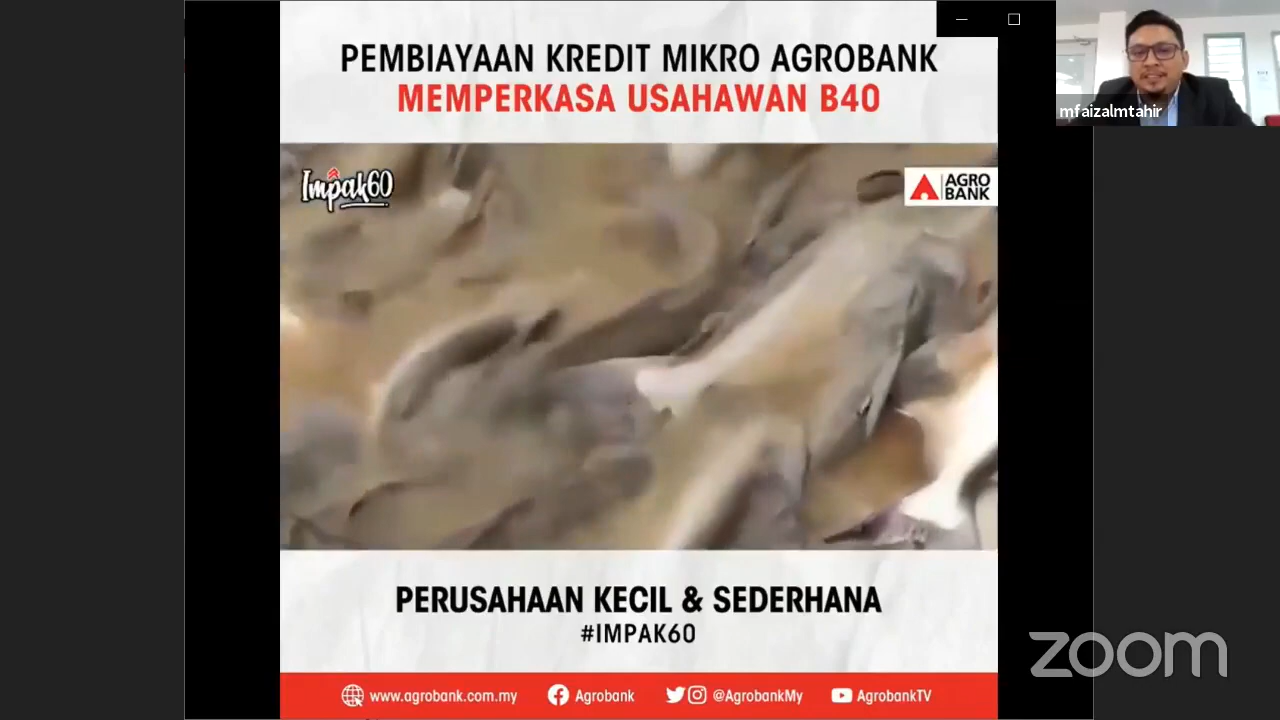 PEMBIAYAAN KREDIT MIKRO AGROBANK
MEMPERKASA USAHAWAN B40
mfaizalmtahir
Impak60
AGRO
BANK
PERUSAHAAN KECIL & SEDERHANA
#IMPAK60
zoom
www.agrobank.com.my Agrobank @AgrobankMy AgrobankTV